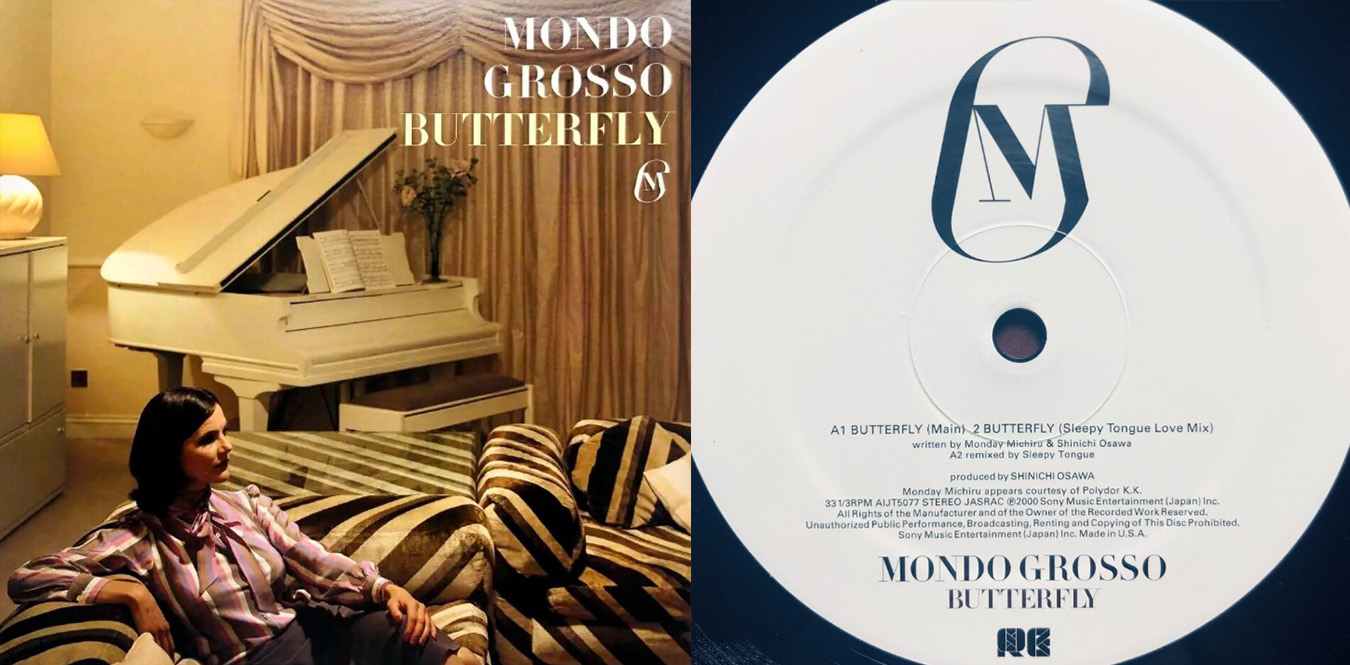 MONDO
GROSSO
BUTTERFLY
M
M
A1 BUTTERFLY (Main) 2 BUTTERFLY (Sleepy Tongue Love Mix)
written by Monday Michiru & Shinichi Osawa
A2 remixed by Sleepy Tongue
produced by SHINICHI OSAWA
Monday Michiru appears courtesy of Polydor K.K.
33 1/3RPM AIJT5077 STEREO JASRAC ℗2000 Sony Music Entertainment (Japan) Inc.
All Rights of the Manufacturer and of the Owner of the Recorded Work Reserved.
Unauthorized Public Performance, Broadcasting, Renting and Copying of This Disc Prohibited.
Sony Music Entertainment (Japan) Inc. Made in U.S.A.
MONDO GROSSO
BUTTERFLY